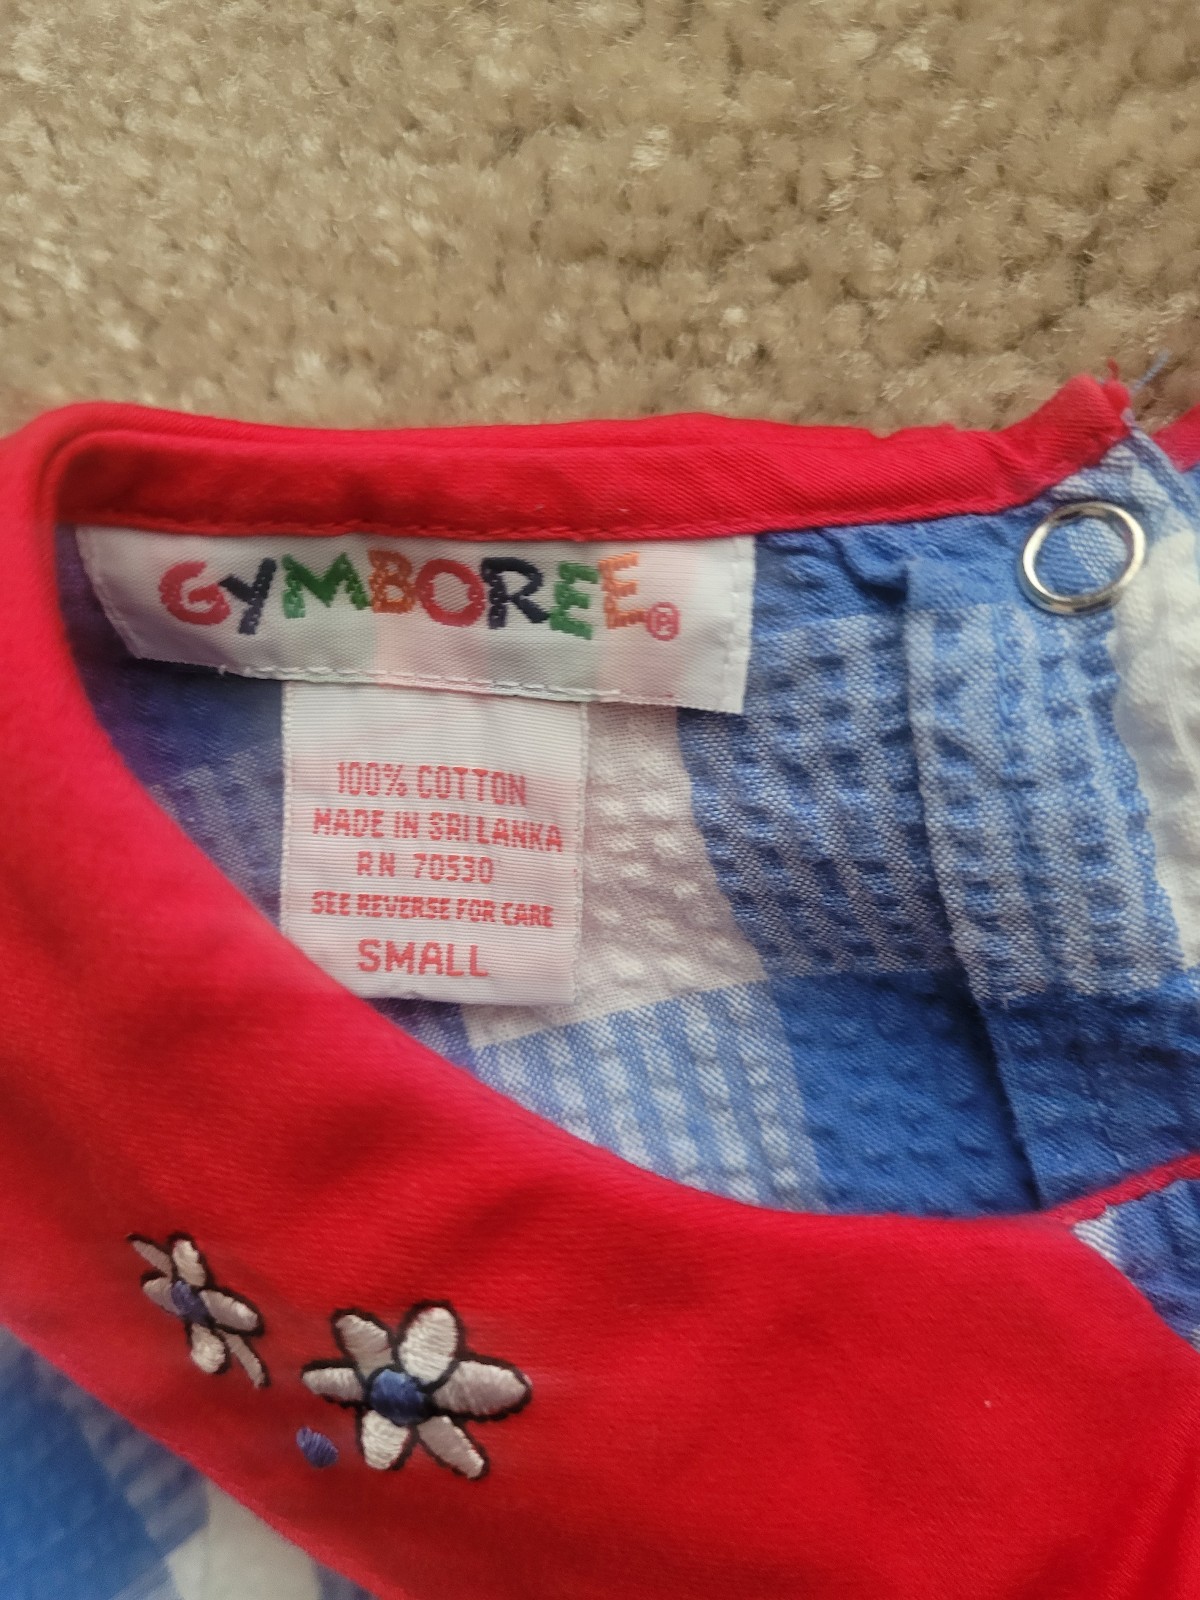 GYMBOREE®
100% COTTON
MADE IN SRI LANKA
RN 70530
SEE REVERSE FOR CARE
SMALL